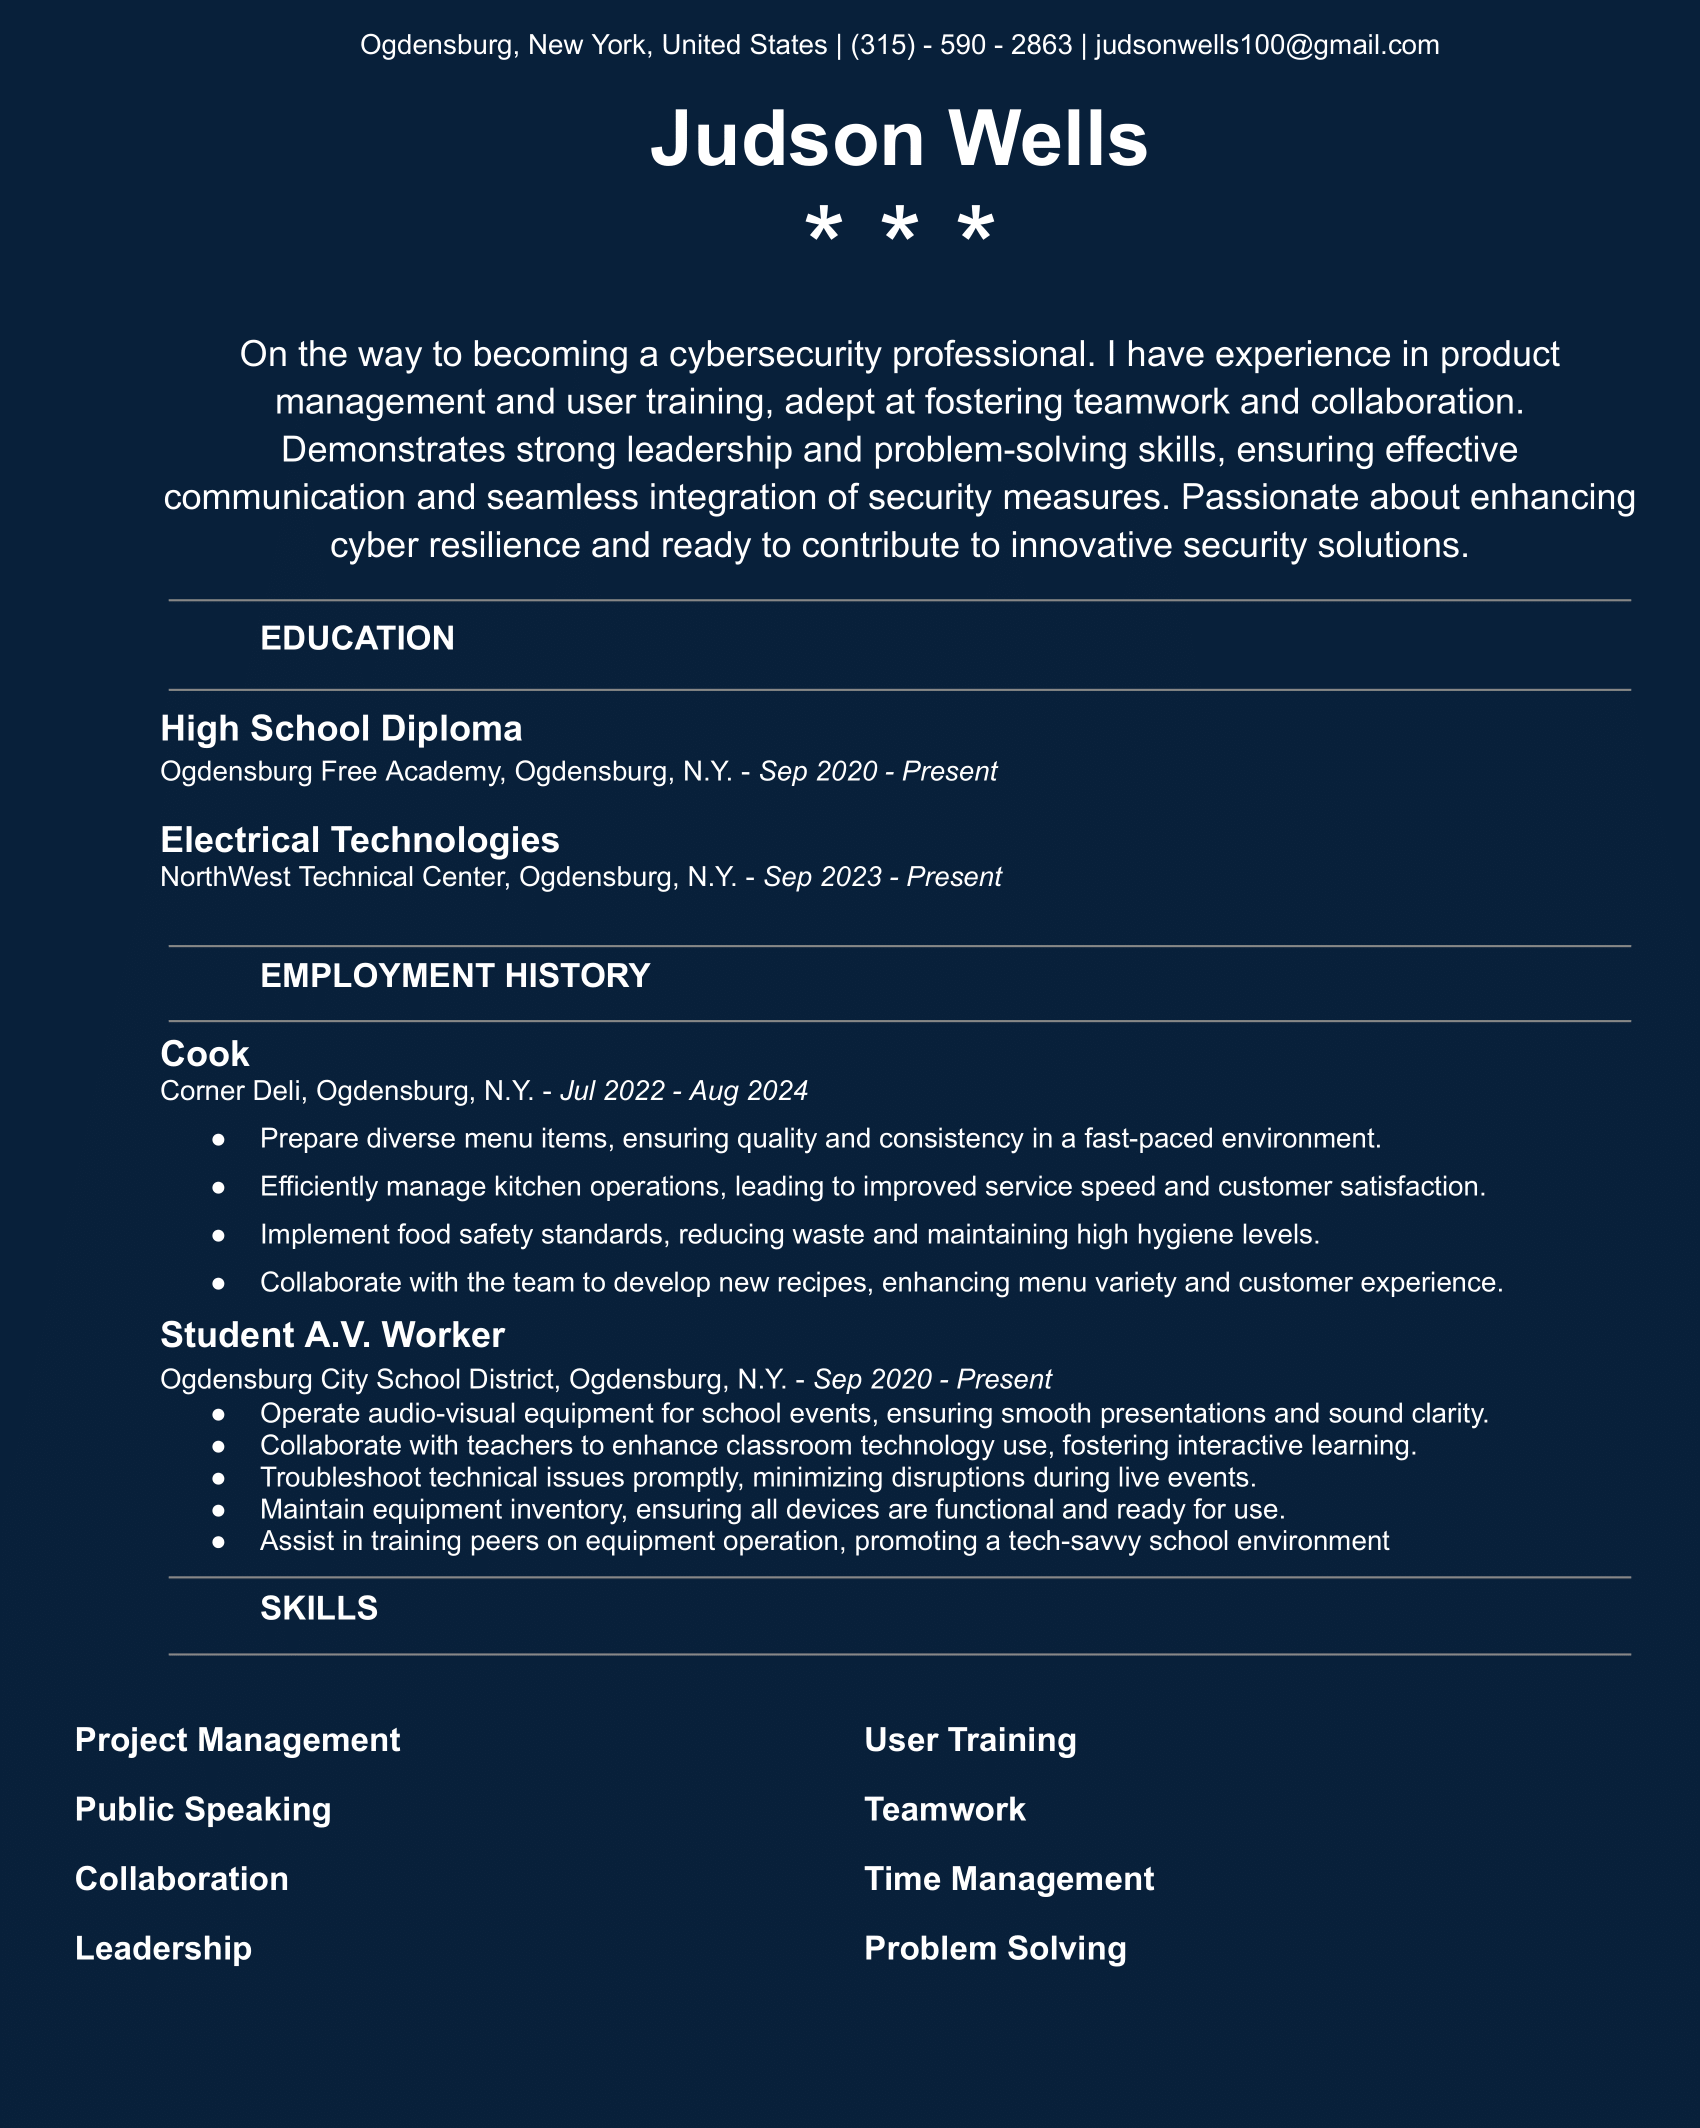 Ogdensburg, New York, United States | (315) - 590 - 2863 | judsonwells100@gmail.com
Judson Wells
* * *
On the way to becoming a cybersecurity professional. I have experience in product
management and user training, adept at fostering teamwork and collaboration.
Demonstrates strong leadership and problem-solving skills, ensuring effective
communication and seamless integration of security measures. Passionate about enhancing
cyber resilience and ready to contribute to innovative security solutions.
EDUCATION
High School Diploma
Ogdensburg Free Academy, Ogdensburg, N.Y. - Sep 2020 - Present
Electrical Technologies
NorthWest Technical Center, Ogdensburg, N.Y. - Sep 2023 - Present
EMPLOYMENT HISTORY
Cook
Corner Deli, Ogdensburg, N.Y. - Jul 2022 - Aug 2024
● Prepare diverse menu items, ensuring quality and consistency in a fast-paced environment.
● Efficiently manage kitchen operations, leading to improved service speed and customer satisfaction.
● Implement food safety standards, reducing waste and maintaining high hygiene levels.
● Collaborate with the team to develop new recipes, enhancing menu variety and customer experience.
Student A.V. Worker
Ogdensburg City School District, Ogdensburg, N.Y. - Sep 2020 - Present
● Operate audio-visual equipment for school events, ensuring smooth presentations and sound clarity.
● Collaborate with teachers to enhance classroom technology use, fostering interactive learning.
● Troubleshoot technical issues promptly, minimizing disruptions during live events.
● Maintain equipment inventory, ensuring all devices are functional and ready for use.
● Assist in training peers on equipment operation, promoting a tech-savvy school environment
SKILLS
Project Management
User Training
Public Speaking
Teamwork
Collaboration
Time Management
Leadership
Problem Solving